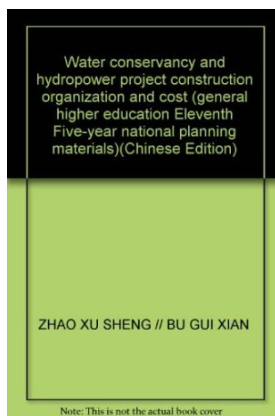 Water conservancy and
hydropower project construction
organization and cost (general
higher education Eleventh
Five-year national planning
materials)(Chinese Edition)
ZHAO XU SHENG // BU GUI XIAN
Note: This is not the actual book cover